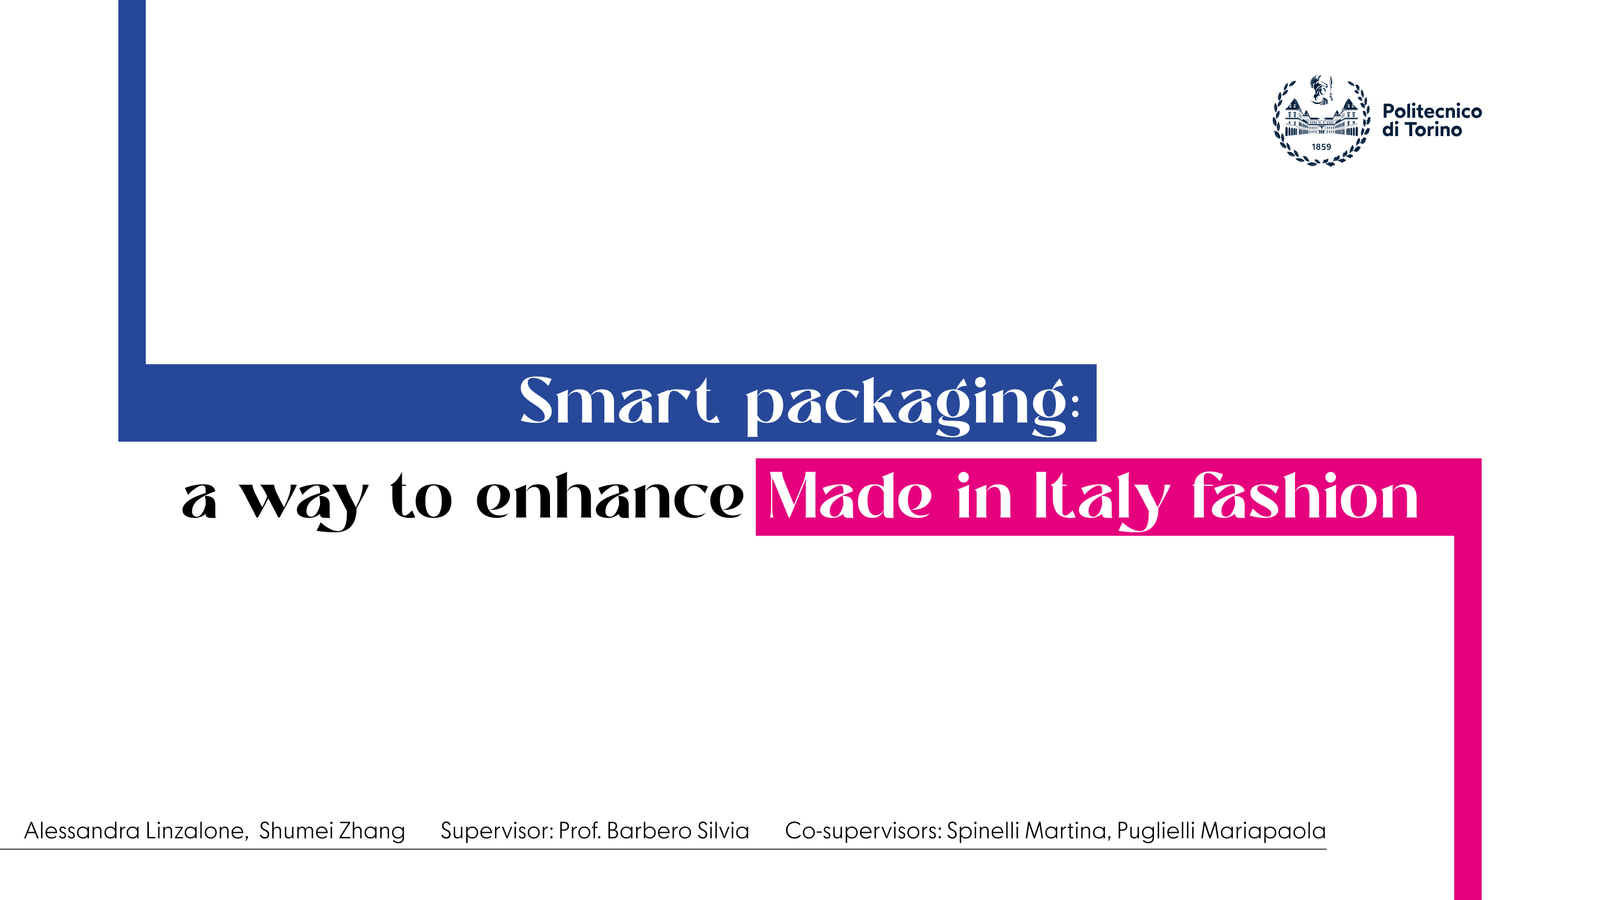 Politecnico
di Torino
1859
Smart packaging:
a way to enhance Made in Italy fashion
Alessandra Linzalone, Shumei Zhang Supervisor: Prof. Barbero Silvia Co-supervisors: Spinelli Martina, Puglielli Mariapaola